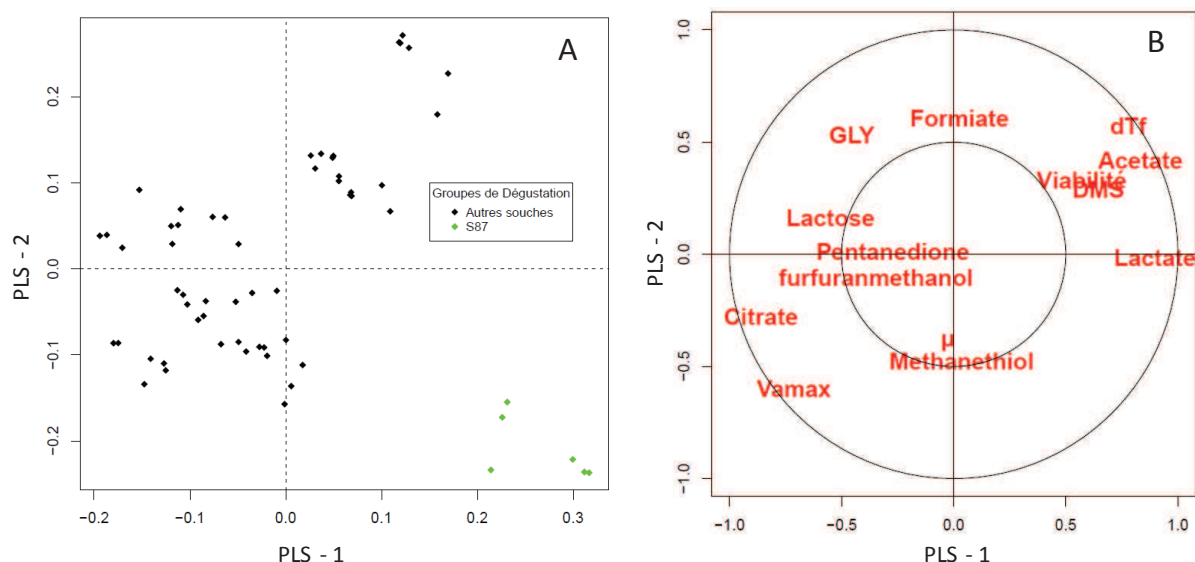 A
PLS - 2
0.2
0.1
0.0
−0.1
−0.2
Groupes de Dégustation
Autres souches
S87
−0.2 −0.1 0.0 0.1 0.2 0.3
PLS - 1
B
PLS - 2
1.0
0.5
0.0
−0.5
−1.0
Formiate
GLY
dTf
Acetate
Viabilité
DMS
Lactose
Pentanedione
Lactate
furfuranmethanol
Citrate
µ
Methanethiol
Vamax
−1.0 −0.5 0.0 0.5 1.0
PLS - 1